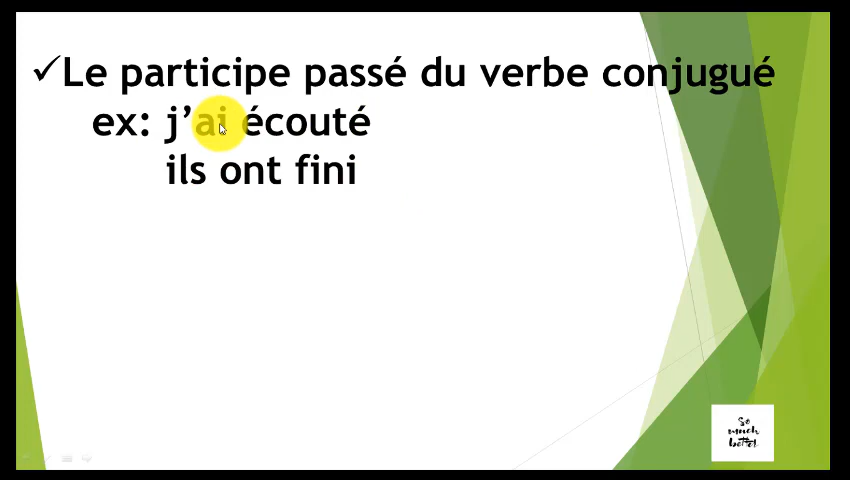 ✓Le participe passé du verbe conjugué
ex: j’ai écouté
ils ont fini
So
much
better